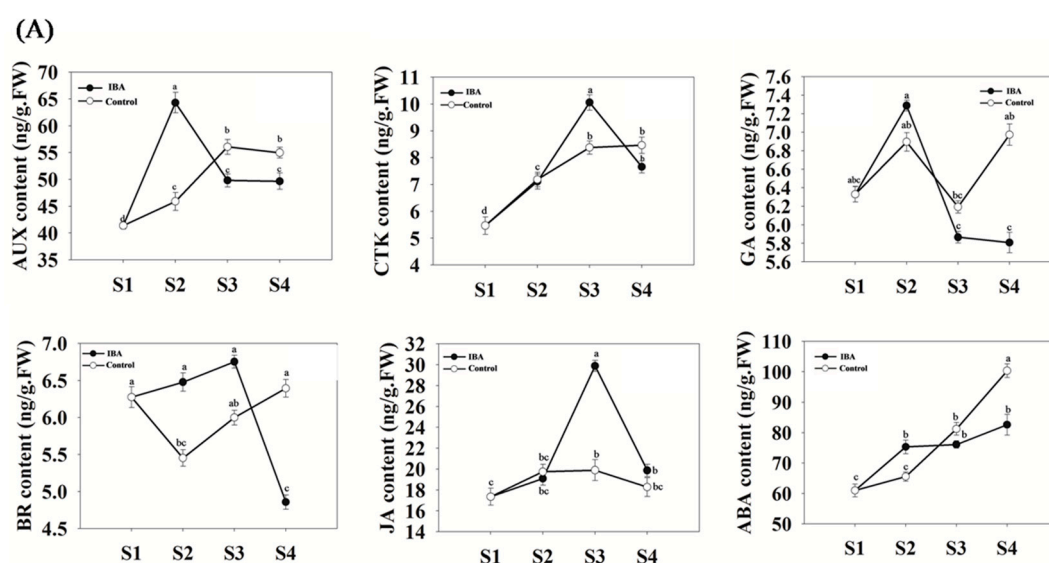 (A)
70
65
60
55
50
45
40
35
AUX content (ng/g.FW)
IBA
Control
d
a
c
b
c
b
c
S1 S2 S3 S4
11
10
9
8
7
6
5
4
CTK content (ng/g.FW)
IBA
Control
d
c
a
b
b
b
S1 S2 S3 S4
7.6
7.4
7.2
7.0
6.8
6.6
6.4
6.2
6.0
5.8
5.6
GA content (ng/g.FW)
IBA
Control
abc
a
ab
bc
c
ab
c
S1 S2 S3 S4
7.0
6.5
6.0
5.5
5.0
4.5
BR content (ng/g.FW)
IBA
Control
a
a
bc
a
ab
a
c
S1 S2 S3 S4
32
30
28
26
24
22
20
18
16
14
JA content (ng/g.FW)
IBA
Control
c
bc
bc
a
b
b
bc
S1 S2 S3 S4
110
100
90
80
70
60
50
ABA content (ng/g.FW)
IBA
Control
c
b
c
b
b
a
b
S1 S2 S3 S4